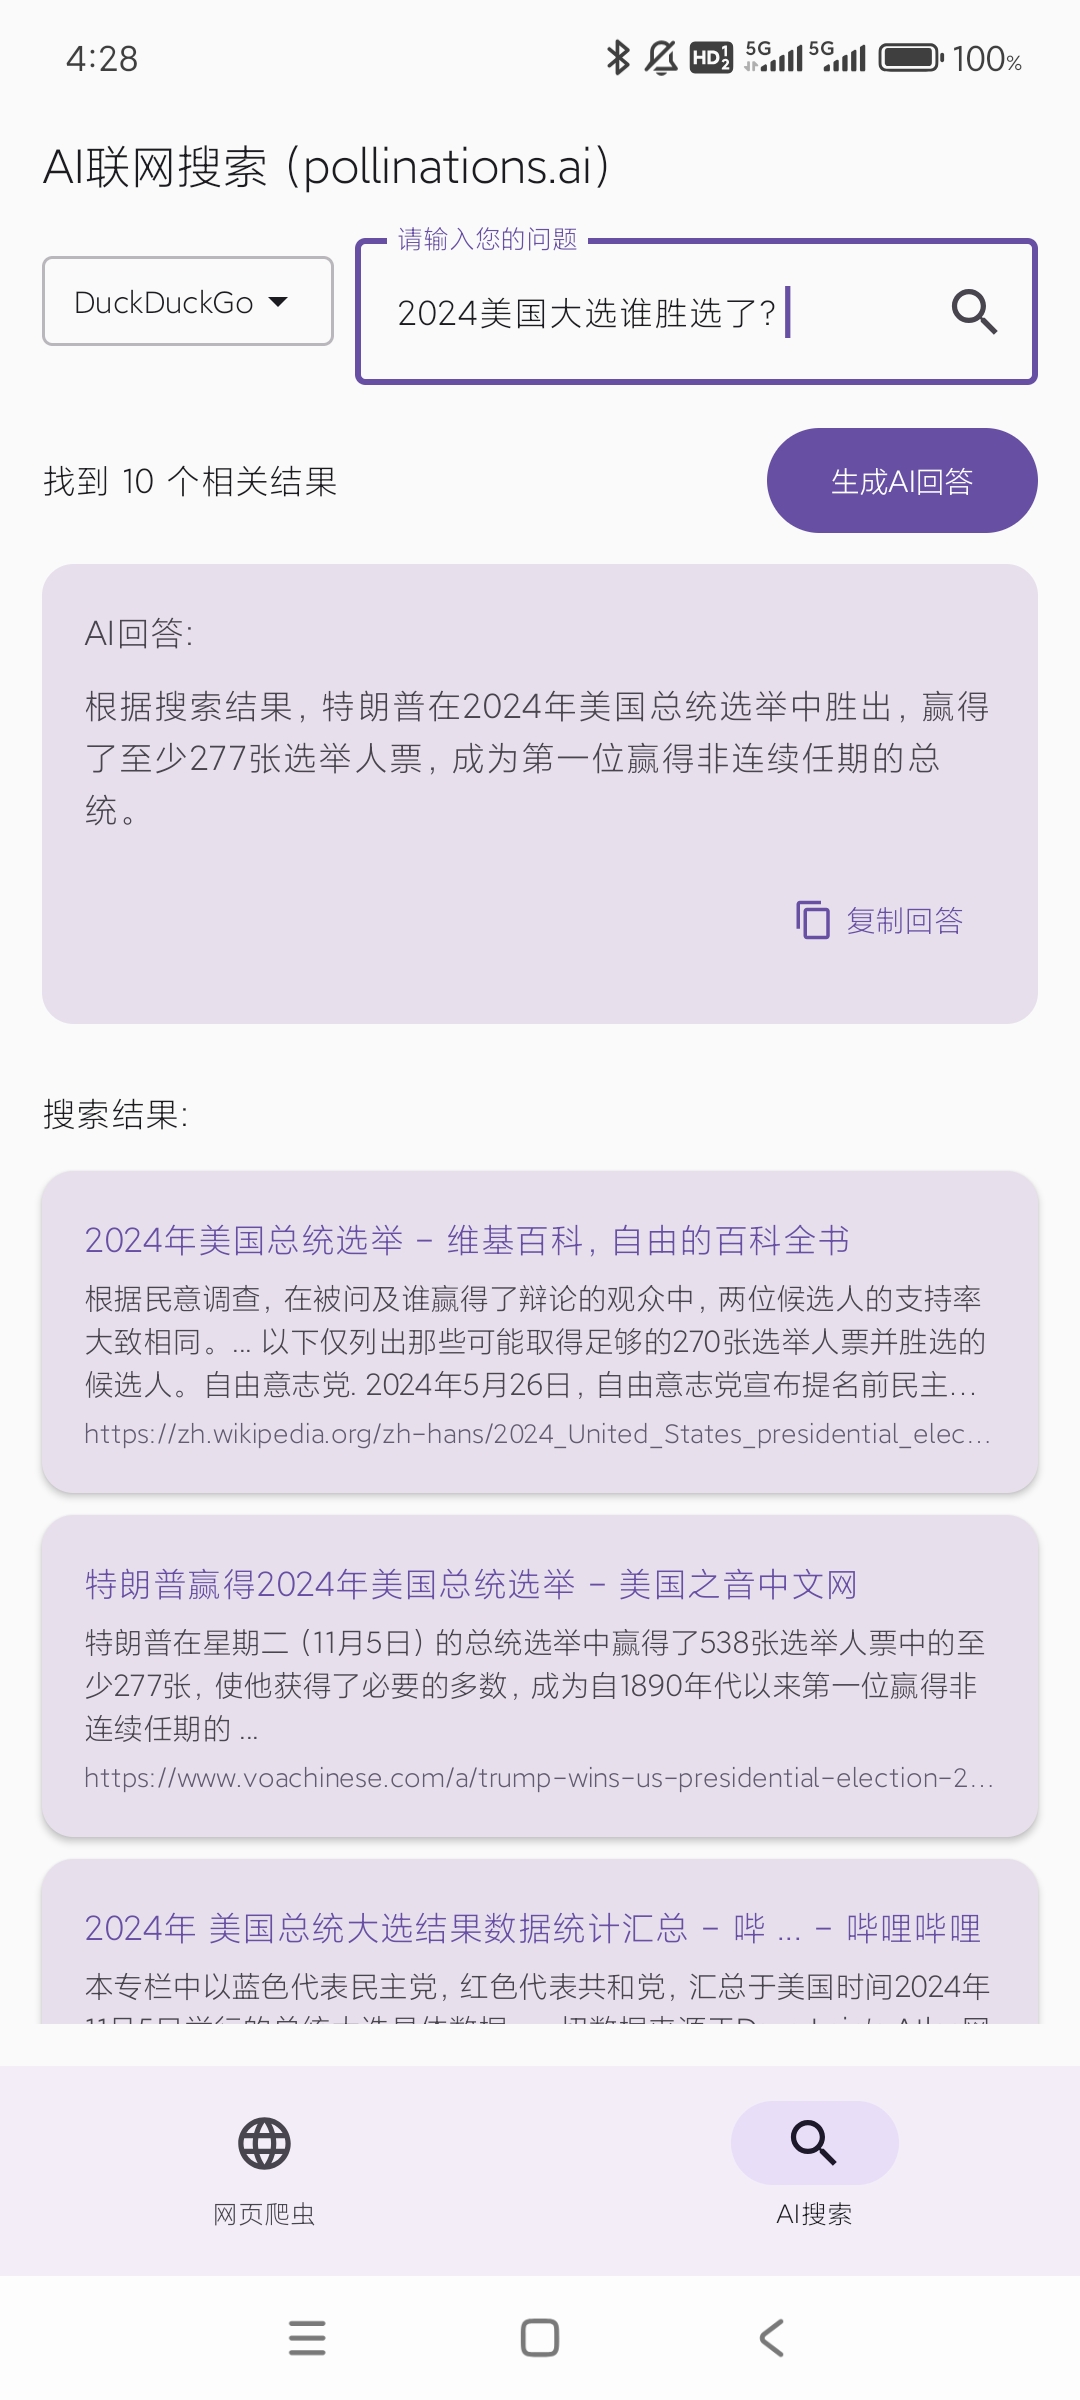 4:28
HD 1 2 5G 5G 100%
AI联网搜索 (pollinations.ai)
请输入您的问题
DuckDuckGo
2024美国大选谁胜选了?
找到 10 个相关结果
生成AI回答
AI回答:
根据搜索结果，特朗普在2024年美国总统选举中胜出，赢得
了至少277张选举人票，成为第一位赢得非连续任期的总
统。
复制回答
搜索结果:
2024年美国总统选举 - 维基百科，自由的百科全书
根据民意调查，在被问及谁赢得了辩论的观众中，两位候选人的支持率
大致相同。... 以下仅列出那些可能取得足够的270张选举人票并胜选的
候选人。自由意志党. 2024年5月26日，自由意志党宣布提名前民主...
https://zh.wikipedia.org/zh-hans/2024_United_States_presidential_elec...
特朗普赢得2024年美国总统选举 - 美国之音中文网
特朗普在星期二（11月5日）的总统选举中赢得了538张选举人票中的至
少277张，使他获得了必要的多数，成为自1890年代以来第一位赢得非
连续任期的 ...
https://www.voachinese.com/a/trump-wins-us-presidential-election-2...
2024年 美国总统大选结果数据统计汇总 - 哔 ... - 哔哩哔哩
本专栏中以蓝色代表民主党，红色代表共和党，汇总于美国时间2024年
网页爬虫
AI搜索